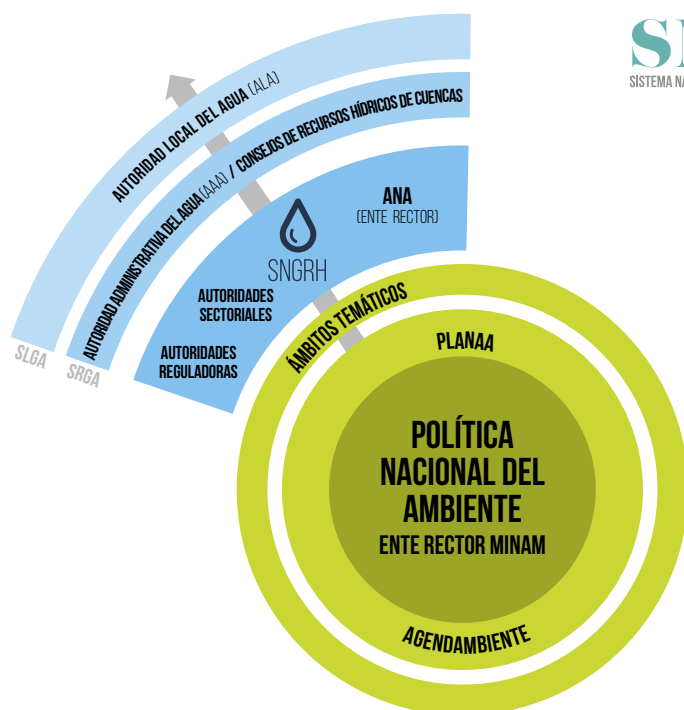 SISTEMA
AUTORIDAD LOCAL DEL AGUA (ALA)
AUTORIDAD ADMINISTRATIVA DEL AGUA (AAA) / CONSEJOS DE RECURSOS HÍDRICOS DE CUENCAS
ANA
(ENTE RECTOR)
SNGRH
AUTORIDADES
SECTORIALES
AUTORIDADES
REGULADORAS
SLGA
SRGA
ÁMBITOS TEMÁTICOS
PLANAA
POLÍTICA
NACIONAL DEL
AMBIENTE
ENTE RECTOR MINAM
AGENDAMBIENTE